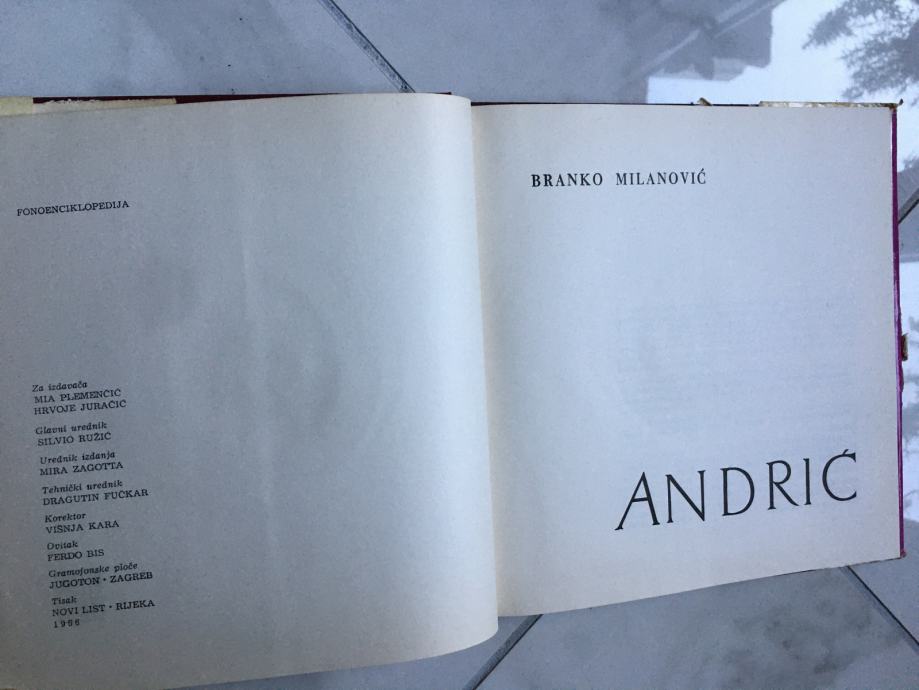 FONOENCIKLOPEDIJA
Za izdavača
MIA PLEMENČIĆ
HRVOJE JURAČIĆ
Glavni urednik
SILVIO RUŽIĆ
Urednik izdanja
MIRA ZAGOTTA
Tehnički urednik
DRAGUTIN FUČKAR
Korektor
VIŠNJA KARA
Ovitak
FERDO BIS
Gramofonske ploče
JUGOTON • ZAGREB
Tisak
NOVI LIST • RIJEKA
1966
BRANKO MILANOVIĆ
ANDRIĆ